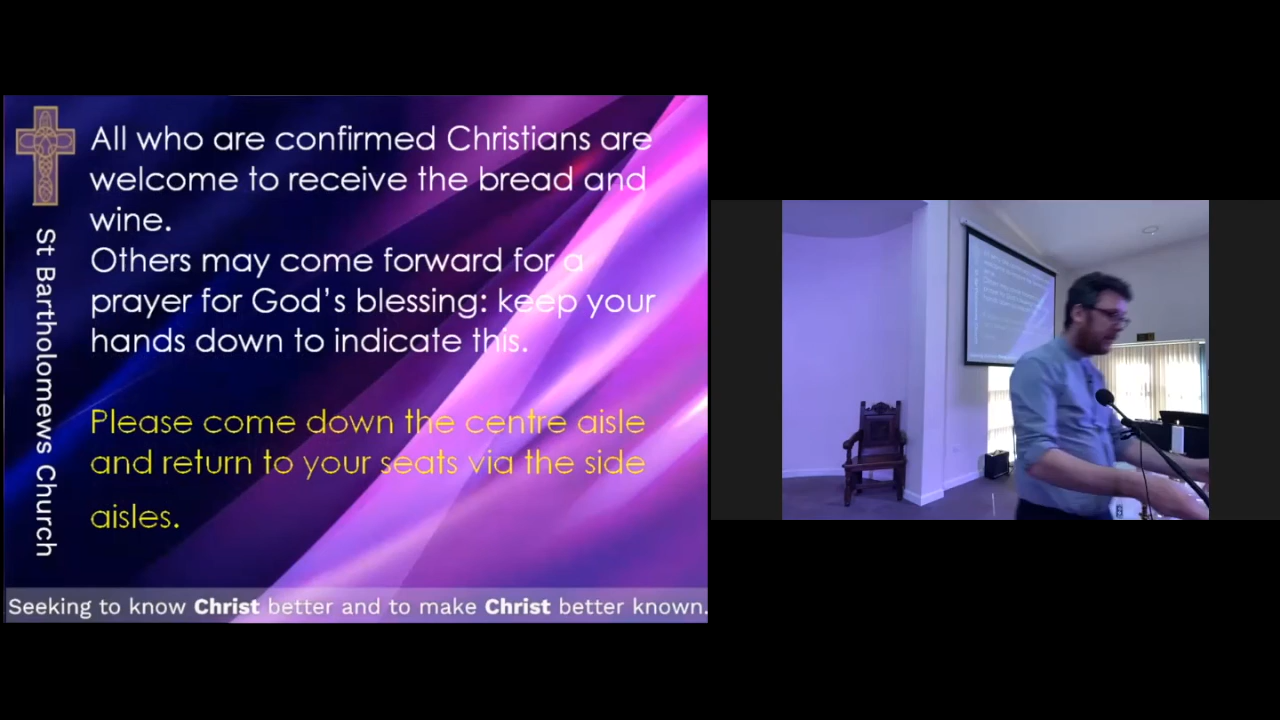 All who are confirmed Christians are
welcome to receive the bread and
wine.
Others may come forward for a
prayer for God's blessing: keep your
hands down to indicate this.
Please come down the centre aisle
and return to your seats via the side
aisles.
St Bartholomews Church
Seeking to know Christ better and to make Christ better known.